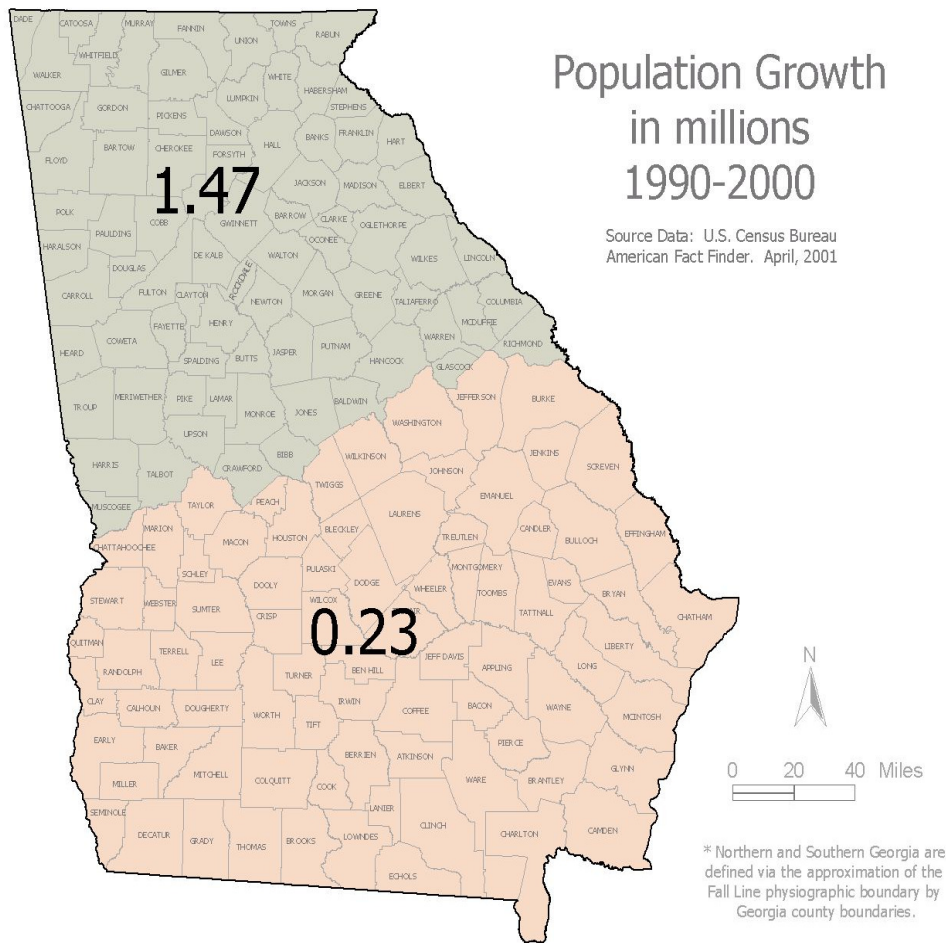 Population Growth
in millions
1990-2000
Source Data: U.S. Census Bureau
American Fact Finder. April, 2001
DADE
CATOOSA
MURRAY
FANNIN
UNION
TOWNS
RABUN
WHITFIELD
WALKER
GILMER
WHITE
HABERSHAM
STEPHENS
CHATTOOGA
GORDON
LUMPKIN
PICKENS
DAWSON
HALL
BANKS
FRANKLIN
HART
FLOYD
BARTOW
CHEROKEE
FORSYTH
1.47
JACKSON
MADISON
ELBERT
POLK
COBB
GWINNETT
BARROW
CLARKE
OGLETHORPE
HARALSON
PAULDING
OCONEE
DOUGLAS
DE KALB
WALTON
WILKES
LINCOLN
ROCKDALE
CARROLL
FULTON
CLAYTON
NEWTON
MORGAN
GREENE
TALIAFERRO
COLUMBIA
MCDUFFIE
FAYETTE
HENRY
WARREN
RICHMOND
HEARD
COWETA
SPALDING
BUTTS
JASPER
PUTNAM
HANCOCK
GLASCOCK
TROUP
MERIWETHER
PIKE
LAMAR
MONROE
JONES
BALDWIN
JEFFERSON
BURKE
WASHINGTON
UPSON
HARRIS
TALBOT
CRAWFORD
BIBB
WILKINSON
JENKINS
SCREVEN
JOHNSON
TWIGGS
EMANUEL
MUSCOGEE
TAYLOR
PEACH
LAURENS
MARION
MACON
HOUSTON
BLECKLEY
TREUTLEN
CANDLER
BULLOCH
EFFINGHAM
CHATTAHOOCHEE
SCHLEY
DOOLY
PULASKI
DODGE
WHEELER
MONTGOMERY
TOOMBS
EVANS
BRYAN
STEWART
WEBSTER
SUMTER
CRISP
WILCOX
TATTNALL
CHATHAM
0.23
QUITMAN
TERRELL
LEE
RANDOLPH
TURNER
BEN HILL
JEFF DAVIS
APPLING
LONG
LIBERTY
CLAY
CALHOUN
DOUGHERTY
WORTH
TIFT
IRWIN
COFFEE
BACON
WAYNE
MCINTOSH
EARLY
BAKER
BERRIEN
ATKINSON
PIERCE
MILLER
MITCHELL
COLQUITT
COOK
WARE
BRANTLEY
GLYNN
SEMINOLE
LANIER
DECATUR
GRADY
THOMAS
BROOKS
LOWNDES
CLINCH
CHARLTON
CAMDEN
ECHOLS
N
0 20 40 Miles
* Northern and Southern Georgia are
defined via the approximation of the
Fall Line physiographic boundary by
Georgia county boundaries.